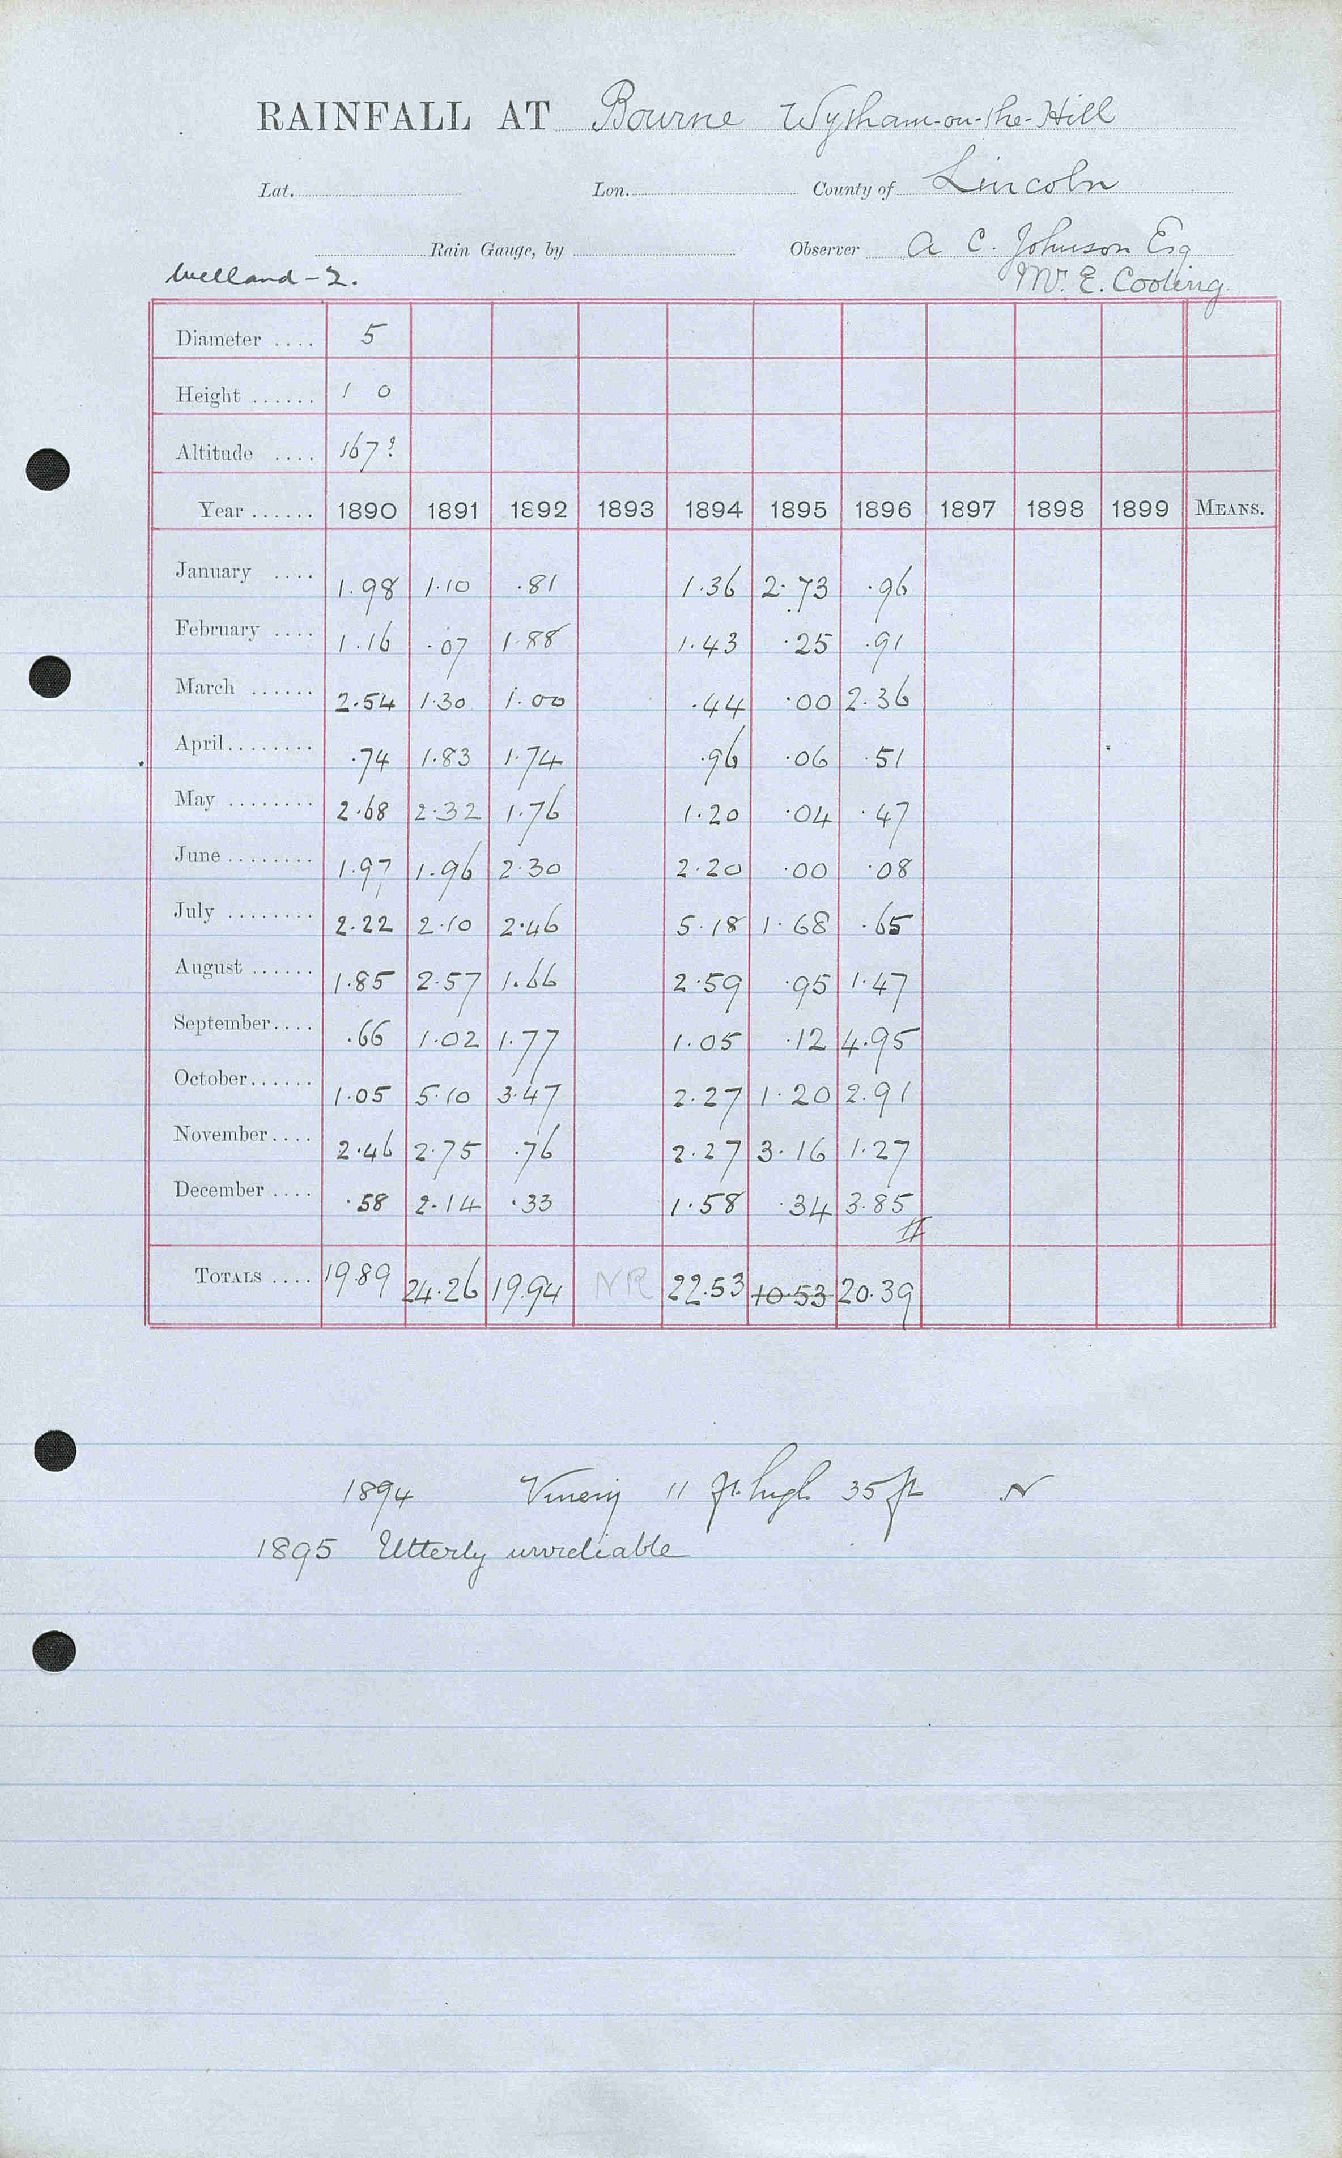 RAINFALL AT Bourne Wytham-on-the-Hill
Lat. Lon. County of Lincoln
Rain Gauge, by Observer A C. Johnson Esq
Welland - 2. Mr. E. Cooling
Diameter .... 5
Height ...... 1 0
Altitude .... 167?
Year ...... 1890 1891 1892 1893 1894 1895 1896 1897 1898 1899 MEANS.
January .... 1.98 1.10 .81 1.36 2.73 .96
February .... 1.16 .07 1.88 1.43 .25 .91
March ...... 2.54 1.30 1.00 .44 .00 2.36
April ........ .74 1.83 1.74 .96 .06 .51
May ........ 2.68 2.32 1.76 1.20 .04 .47
June ........ 1.97 1.96 2.30 2.20 .00 .08
July ........ 2.22 2.10 2.46 5.18 1.68 .65
August ...... 1.85 2.57 1.66 2.59 .95 1.47
September .... .66 1.02 1.77 1.05 .12 4.95
October ...... 1.05 5.10 3.47 2.27 1.20 2.91
November .... 2.46 2.75 .76 2.27 3.16 1.27
December .... .58 2.14 .33 1.58 .34 3.85
TOTALS .... 19.89 24.26 19.94 NR 22.53 10.53 20.39
1894 Vinery 11 ft. high 35 ft N
1895 Utterly unreliable